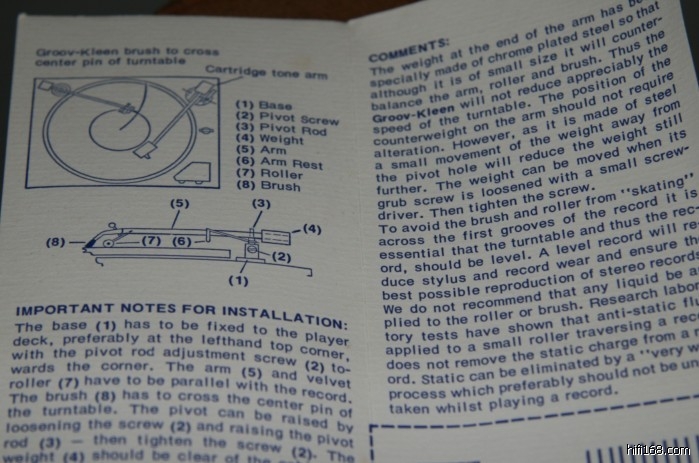 Groov-Kleen brush to cross
center pin of turntable
Cartridge tone arm
(1) Base
(2) Pivot Screw
(3) Pivot Rod
(4) Weight
(5) Arm
(6) Arm Rest
(7) Roller
(8) Brush
(5)
(3)
(4)
(8)
(7)
(6)
(2)
(1)
IMPORTANT NOTES FOR INSTALLATION:
The base (1) has to be fixed to the player
deck, preferably at the lefthand top corner,
with the pivot rod adjustment screw (2) to-
wards the corner. The arm (5) and velvet
roller (7) have to be parallel with the record.
The brush (8) has to cross the center pin of
the turntable. The pivot can be raised by
loosening the screw (2) and raising the pivot
rod (3) — then tighten the screw (2). The
weight (4) should be clear of the
COMMENTS:
The weight at the end of the arm has be
specially made of chrome plated steel so that
although it is of small size it will counter-
balance the arm, roller and brush. Thus the
Groov-Kleen will not reduce appreciably the
speed of the turntable. The position of the
counterweight on the arm should not require
alteration. However, as it is made of steel
a small movement of the weight away from
the pivot hole will reduce the weight still
further. The weight can be moved when its
grub screw is loosened with a small screw-
driver. Then tighten the screw.
To avoid the brush and roller from "skating"
across the first grooves of the record it is
essential that the turntable and thus the rec-
ord, should be level. A level record will re-
duce stylus and record wear and ensure th
best possible reproduction of stereo records
We do not recommend that any liquid be a
plied to the roller or brush. Research labor
tory tests have shown that anti-static flu
applied to a small roller traversing a reco
does not remove the static charge from a
ord. Static can be eliminated by a "very w
process which preferably should not be un
taken whilst playing a record.
hifi168.com